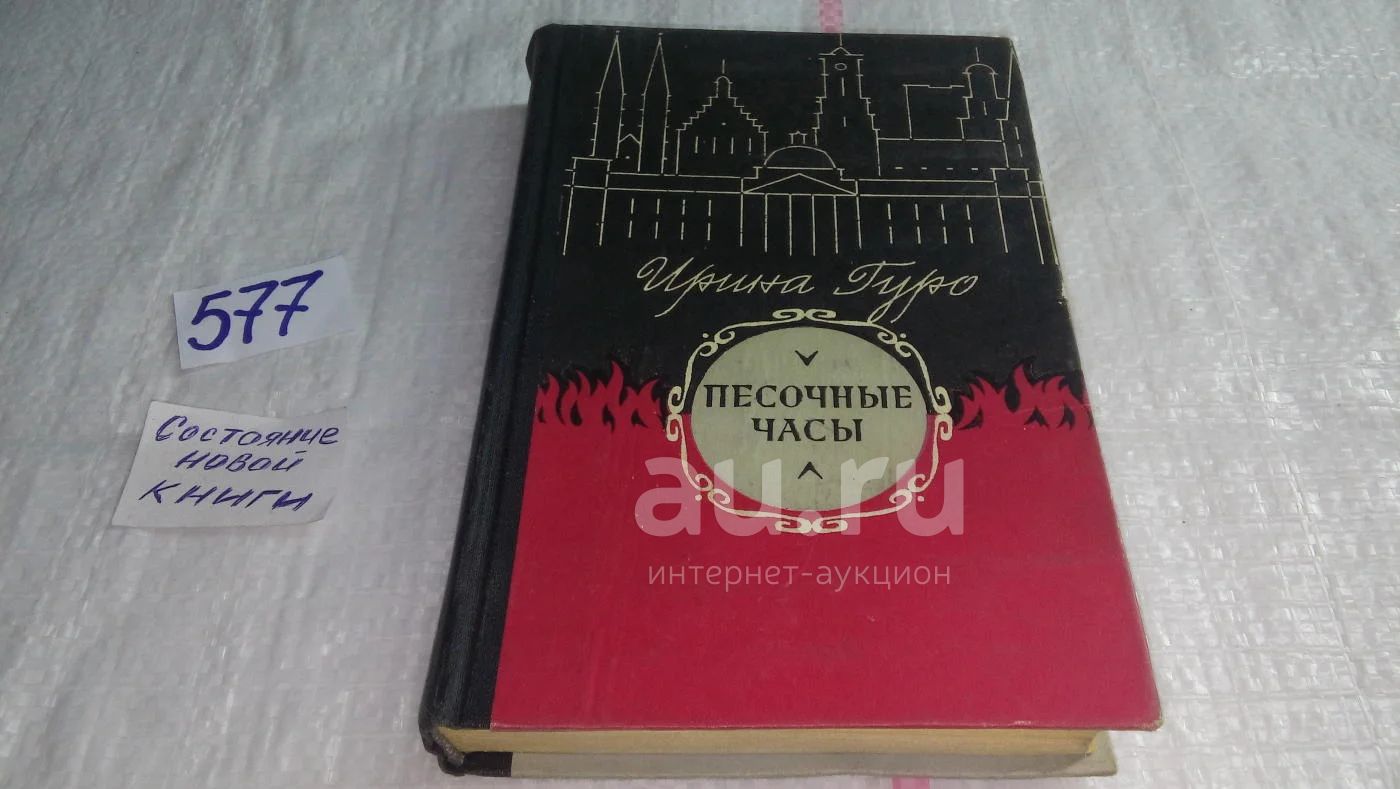 Ирина Гуро
ПЕСОЧНЫЕ
ЧАСЫ
577
Состояние
новой
книги
au.ru
интернет-аукцион